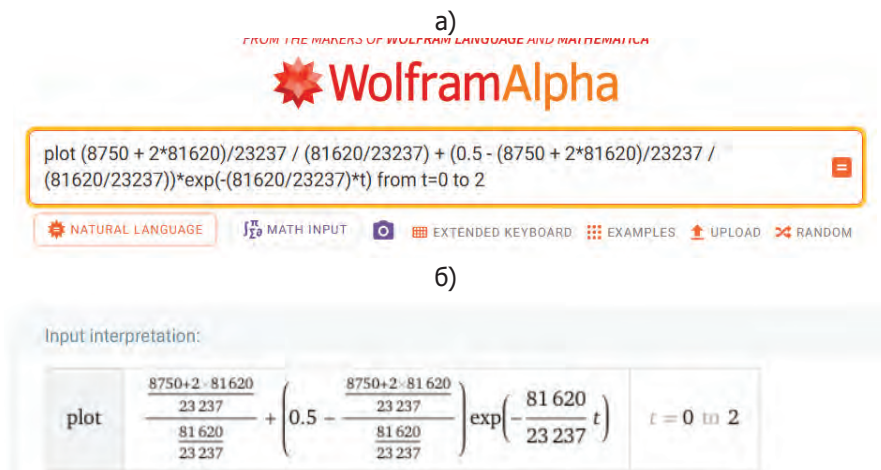 а)
FROM THE MAKERS OF WOLFRAM LANGUAGE AND MATHEMATICA
WolframAlpha
plot (8750 + 2*81620)/23237 / (81620/23237) + (0.5 - (8750 + 2*81620)/23237 /
(81620/23237))*exp(-(81620/23237)*t) from t=0 to 2
NATURAL LANGUAGE ∫Σ∂π MATH INPUT EXTENDED KEYBOARD EXAMPLES UPLOAD RANDOM
б)
Input interpretation:
8750+2×81620 8750+2×81620
23237 23237
plot + (0.5 − ) exp(− 81620/23237 t) t = 0 to 2
81620 81620
23237 23237